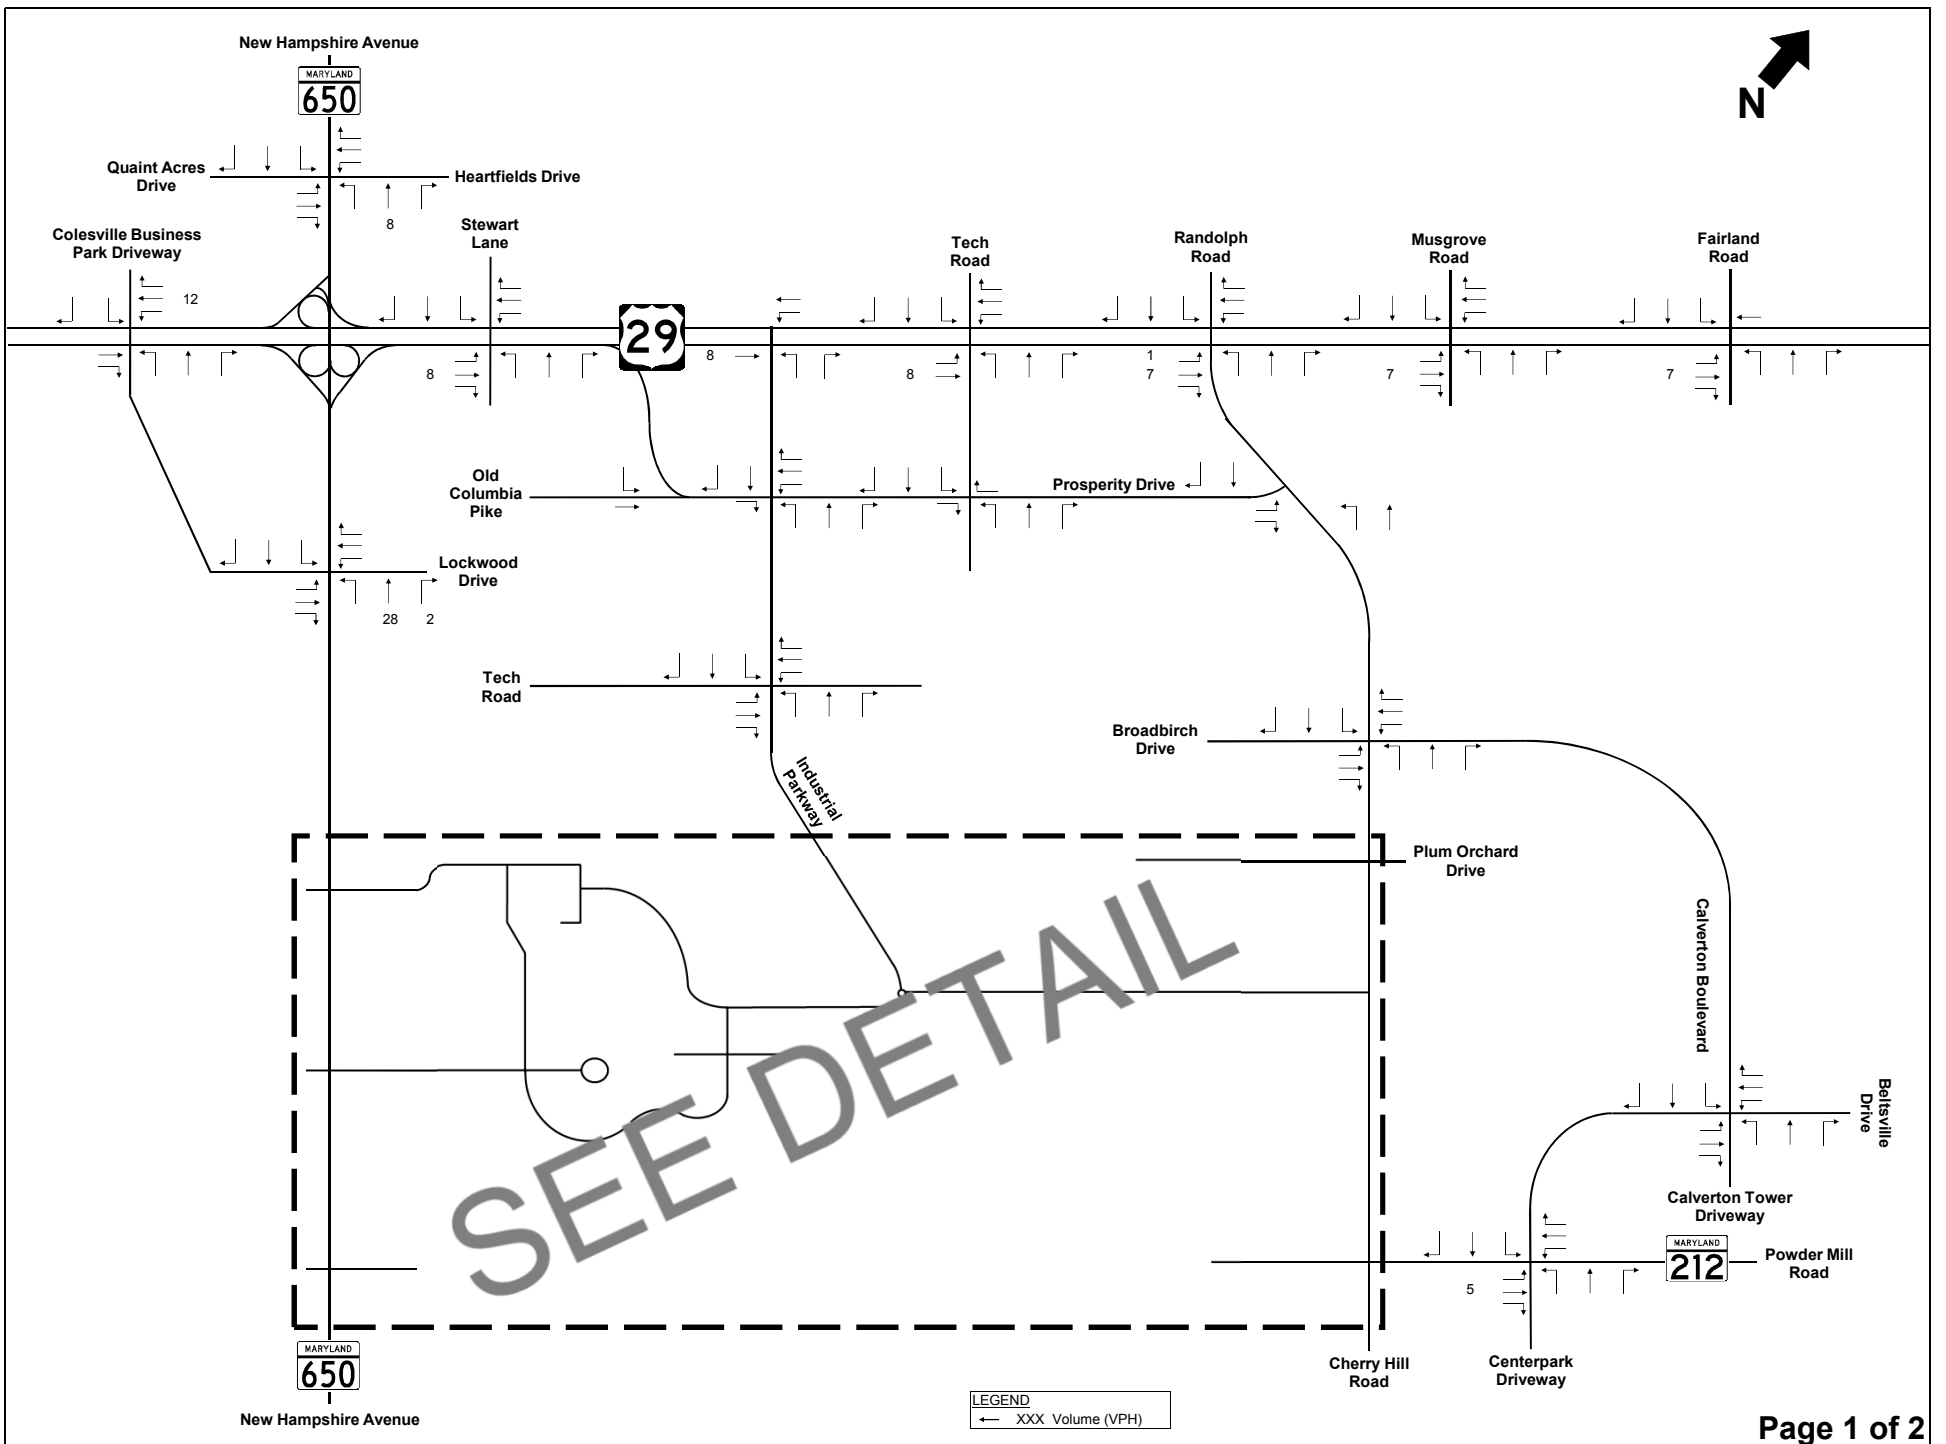 New Hampshire Avenue
MARYLAND
650
N
Quaint Acres
Drive
Heartfields Drive
8
Colesville Business
Park Driveway
Stewart
Lane
Tech
Road
Randolph
Road
Musgrove
Road
Fairland
Road
12
29
8
8
8
1
7
7
7
Old
Columbia
Pike
Prosperity Drive
Lockwood
Drive
28
2
Tech
Road
Broadbirch
Drive
Industrial
Parkway
Plum Orchard
Drive
Calverton Boulevard
SEE DETAIL
Beltsville
Drive
Calverton Tower
Driveway
MARYLAND
212
Powder Mill
Road
5
MARYLAND
650
New Hampshire Avenue
Cherry Hill
Road
Centerpark
Driveway
LEGEND
XXX Volume (VPH)
Page 1 of 2